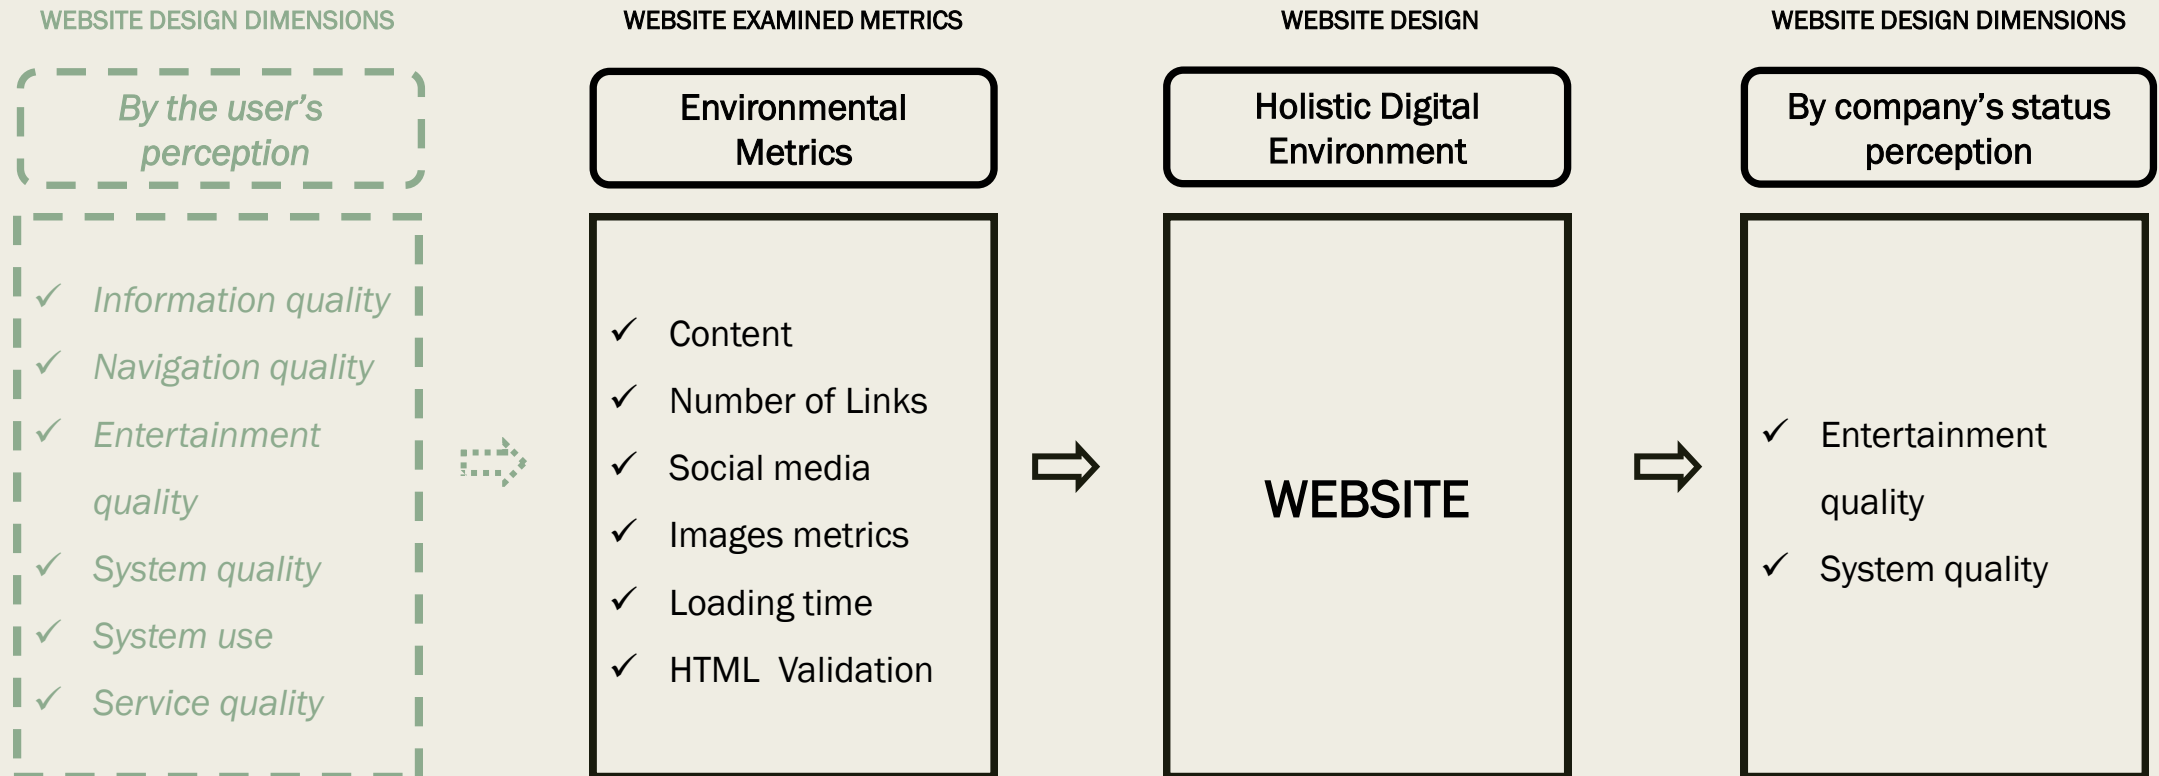 WEBSITE DESIGN DIMENSIONS
By the user's
perception
✓ Information quality
✓ Navigation quality
✓ Entertainment
quality
✓ System quality
✓ System use
✓ Service quality
WEBSITE EXAMINED METRICS
Environmental
Metrics
✓ Content
✓ Number of Links
✓ Social media
✓ Images metrics
✓ Loading time
✓ HTML Validation
WEBSITE DESIGN
Holistic Digital
Environment
WEBSITE
WEBSITE DESIGN DIMENSIONS
By company's status
perception
✓ Entertainment
quality
✓ System quality